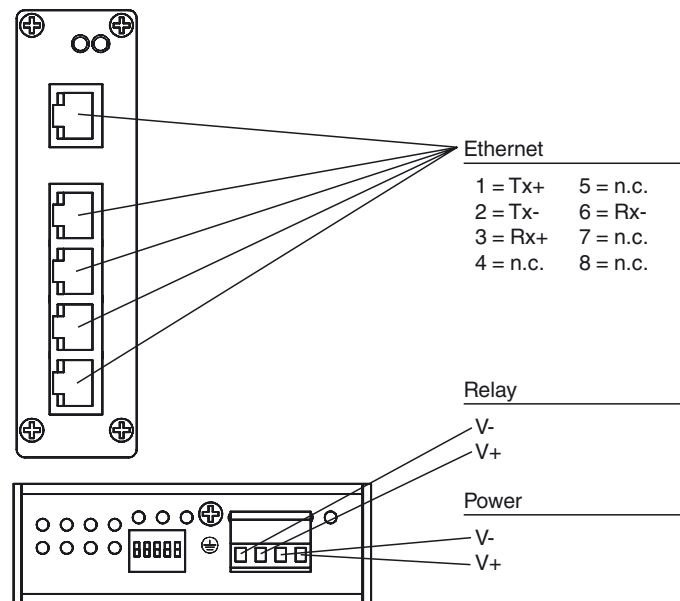 Ethernet
1 = Tx+ 5 = n.c.
2 = Tx- 6 = Rx-
3 = Rx+ 7 = n.c.
4 = n.c. 8 = n.c.
Relay
V-
V+
Power
V-
V+